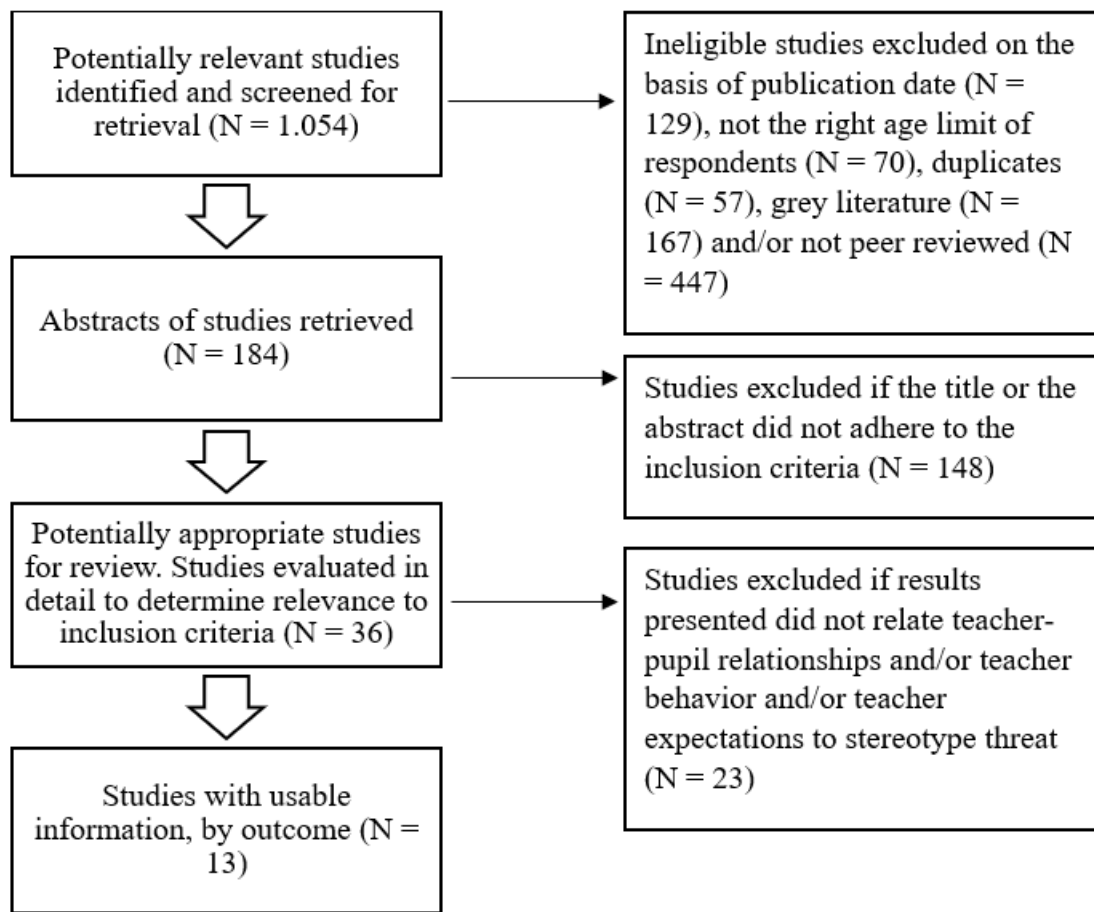 Potentially relevant studies
identified and screened for
retrieval (N = 1.054)
Ineligible studies excluded on the
basis of publication date (N =
129), not the right age limit of
respondents (N = 70), duplicates
(N = 57), grey literature (N =
167) and/or not peer reviewed (N
= 447)
Abstracts of studies retrieved
(N = 184)
Studies excluded if the title or the
abstract did not adhere to the
inclusion criteria (N = 148)
Potentially appropriate studies
for review. Studies evaluated in
detail to determine relevance to
inclusion criteria (N = 36)
Studies excluded if results
presented did not relate teacher-
pupil relationships and/or teacher
behavior and/or teacher
expectations to stereotype threat
(N = 23)
Studies with usable
information, by outcome (N =
13)